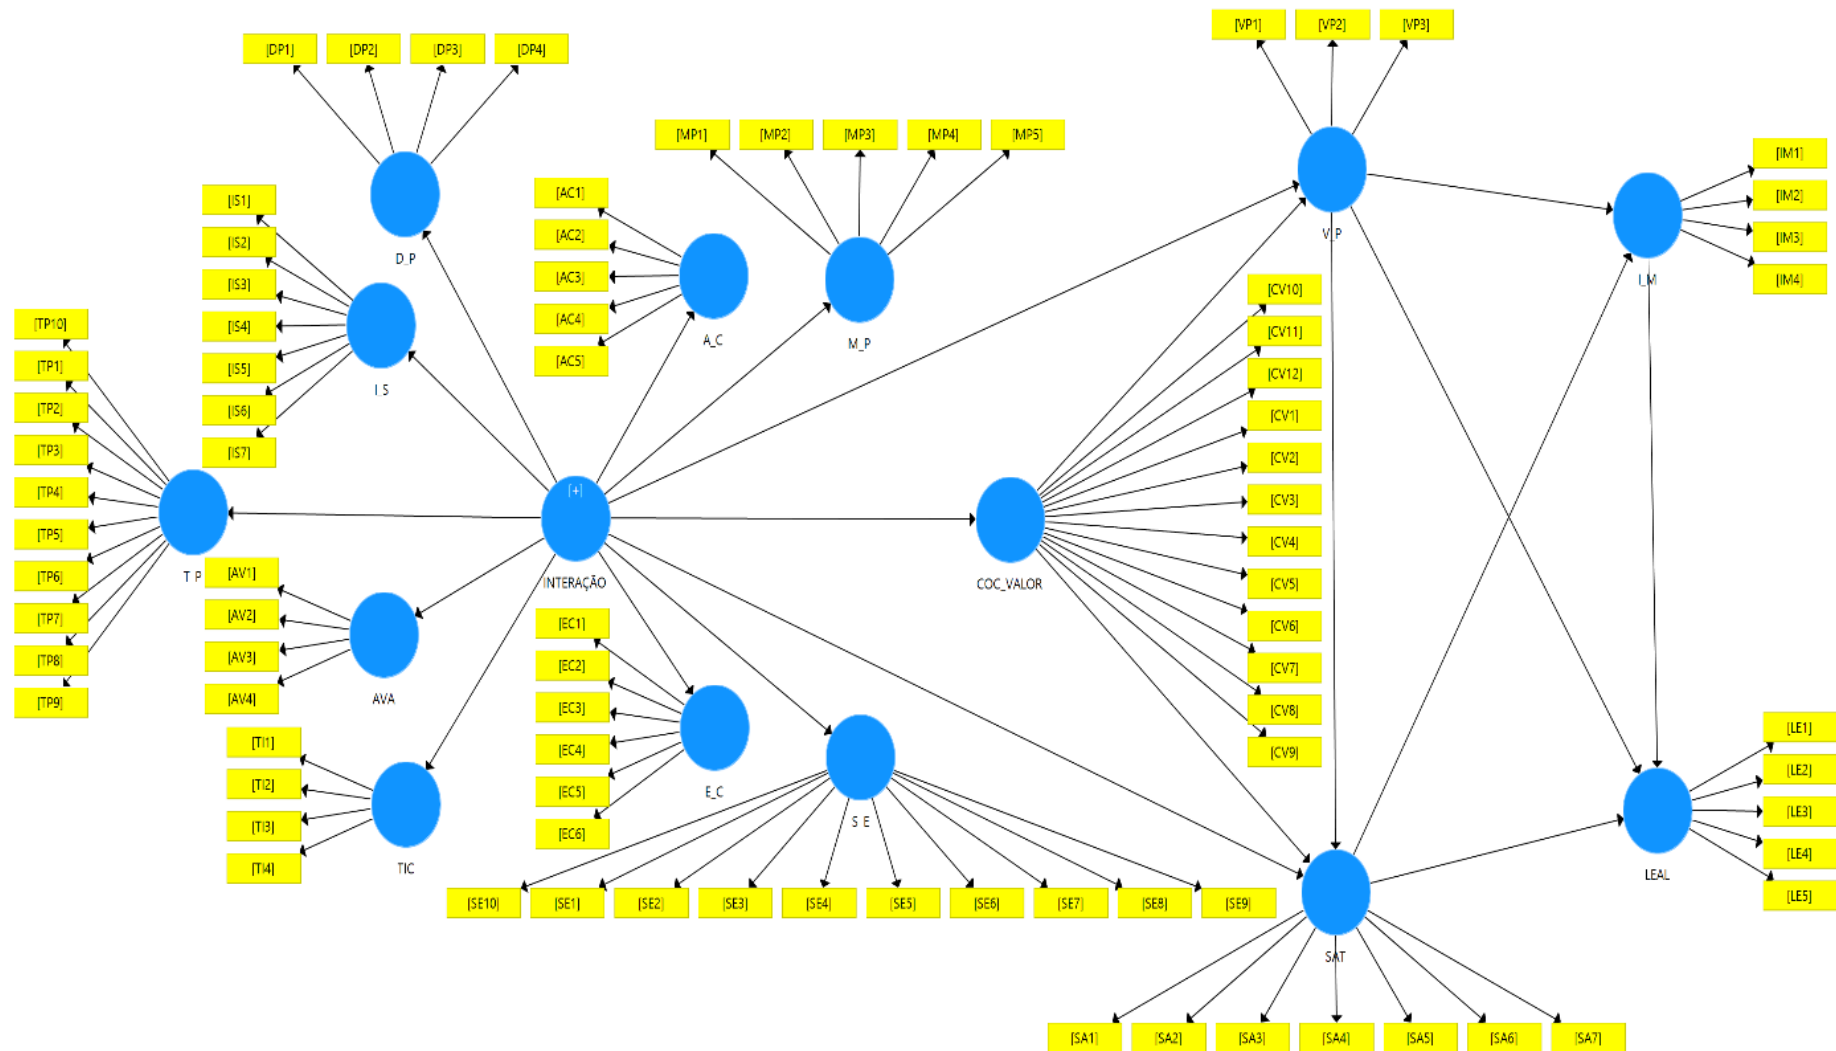 [DP1] [DP2] [DP3] [DP4]
D_P
[IS1]
[IS2]
[IS3]
[IS4]
[IS5]
[IS6]
[IS7]
I_S
[TP10]
[TP1]
[TP2]
[TP3]
[TP4]
[TP5]
[TP6]
[TP7]
[TP8]
[TP9]
T_P
[AV1]
[AV2]
[AV3]
[AV4]
AVA
[TI1]
[TI2]
[TI3]
[TI4]
TIC
[AC1]
[AC2]
[AC3]
[AC4]
[AC5]
A_C
[MP1] [MP2] [MP3] [MP4] [MP5]
M_P
[+]
INTERAÇÃO
[EC1]
[EC2]
[EC3]
[EC4]
[EC5]
[EC6]
E_C
S_E
[SE10] [SE1] [SE2] [SE3] [SE4] [SE5] [SE6] [SE7] [SE8] [SE9]
COC_VALOR
[CV10]
[CV11]
[CV12]
[CV1]
[CV2]
[CV3]
[CV4]
[CV5]
[CV6]
[CV7]
[CV8]
[CV9]
[VP1] [VP2] [VP3]
V_P
[IM1]
[IM2]
[IM3]
[IM4]
I_M
[LE1]
[LE2]
[LE3]
[LE4]
[LE5]
LEAL
SAT
[SA1] [SA2] [SA3] [SA4] [SA5] [SA6] [SA7]